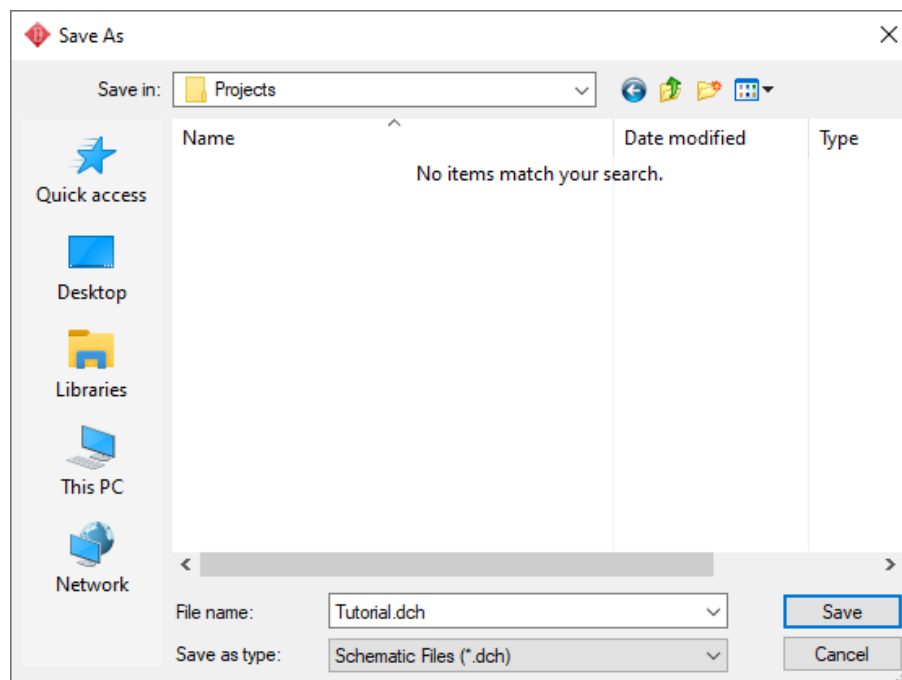 Save As
Save in: Projects
Name Date modified Type
No items match your search.
Quick access
Desktop
Libraries
This PC
Network
File name: Tutorial.dch Save
Save as type: Schematic Files (*.dch) Cancel